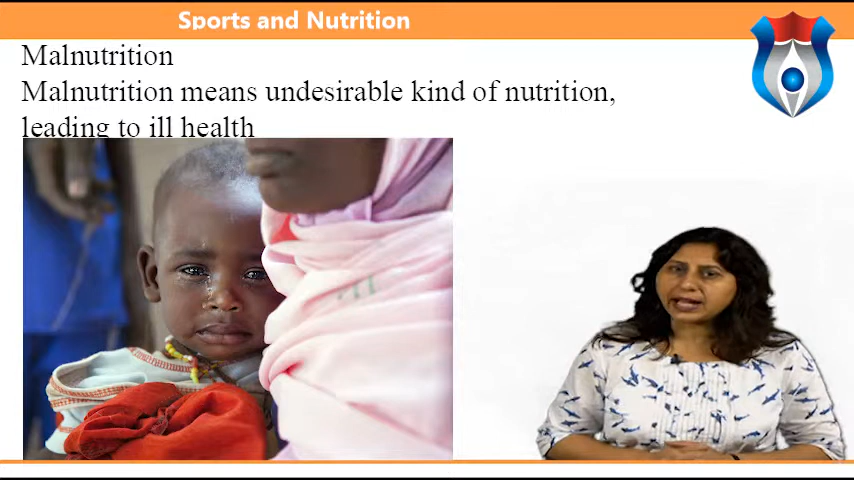 Sports and Nutrition
Malnutrition
Malnutrition means undesirable kind of nutrition,
leading to ill health